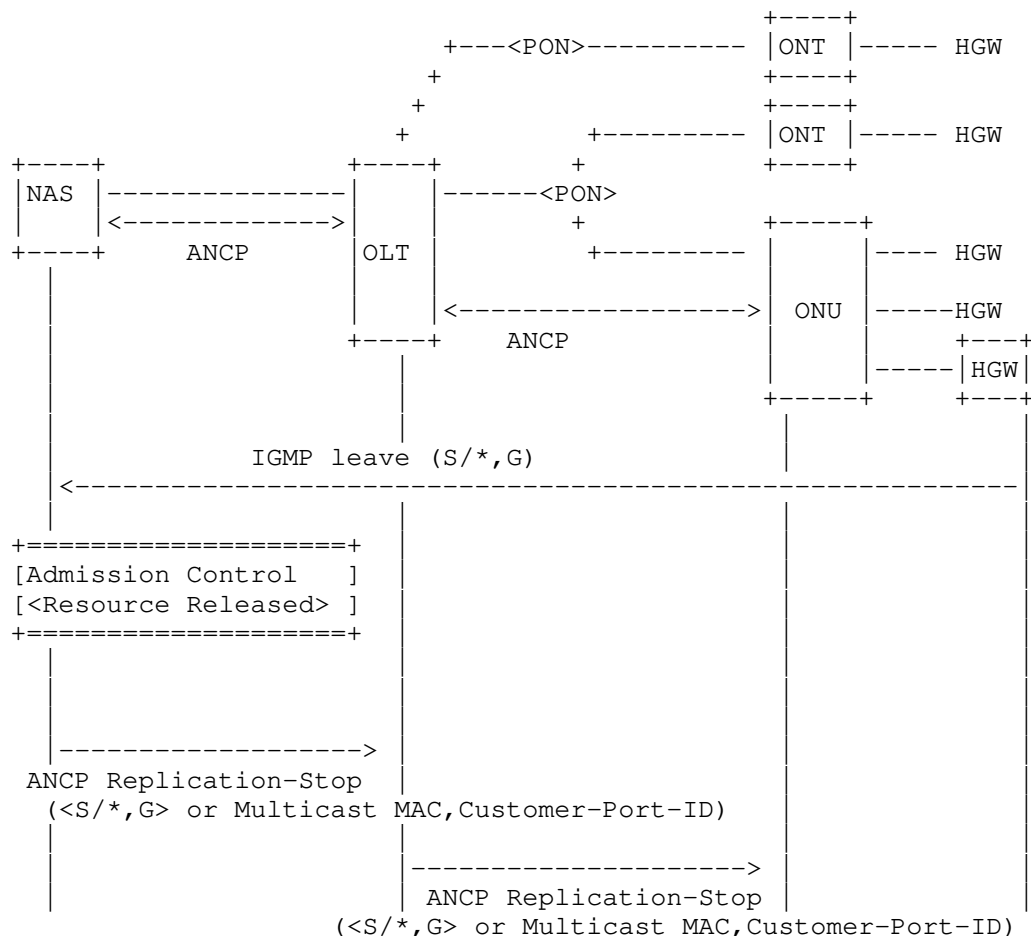 <PON> ONT HGW
<PON> ONT HGW
NAS <PON>
ANCP OLT HGW
ONU HGW
ANCP
HGW
IGMP leave (S/*,G)
[Admission Control ]
[<Resource Released> ]
ANCP Replication-Stop
(<S/*,G> or Multicast MAC,Customer-Port-ID)
ANCP Replication-Stop
(<S/*,G> or Multicast MAC,Customer-Port-ID)